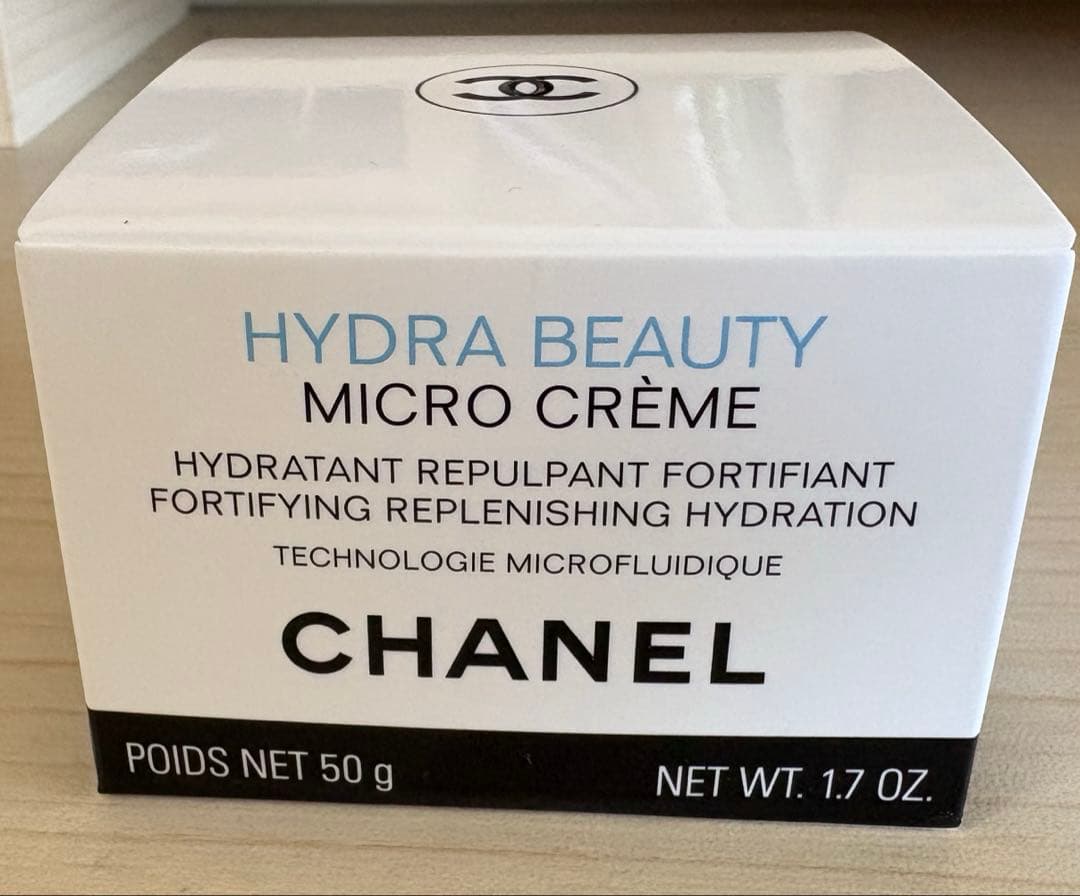 HYDRA BEAUTY
MICRO CRÈME
HYDRATANT REPULPANT FORTIFIANT
FORTIFYING REPLENISHING HYDRATION
TECHNOLOGIE MICROFLUIDIQUE
CHANEL
POIDS NET 50 g
NET WT. 1.7 OZ.